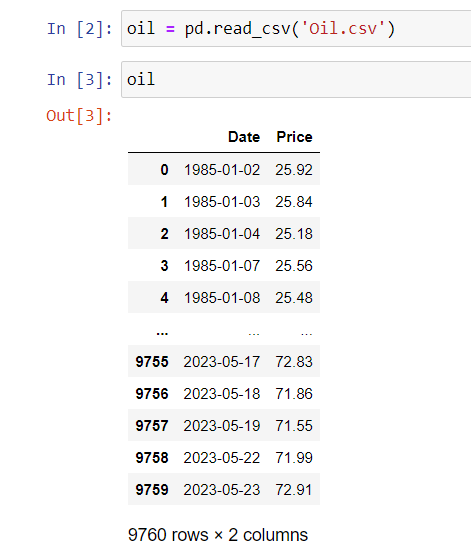 In [2]: oil = pd.read_csv('Oil.csv')
In [3]: oil
Out[3]:
Date Price
0 1985-01-02 25.92
1 1985-01-03 25.84
2 1985-01-04 25.18
3 1985-01-07 25.56
4 1985-01-08 25.48
... ... ...
9755 2023-05-17 72.83
9756 2023-05-18 71.86
9757 2023-05-19 71.55
9758 2023-05-22 71.99
9759 2023-05-23 72.91
9760 rows × 2 columns